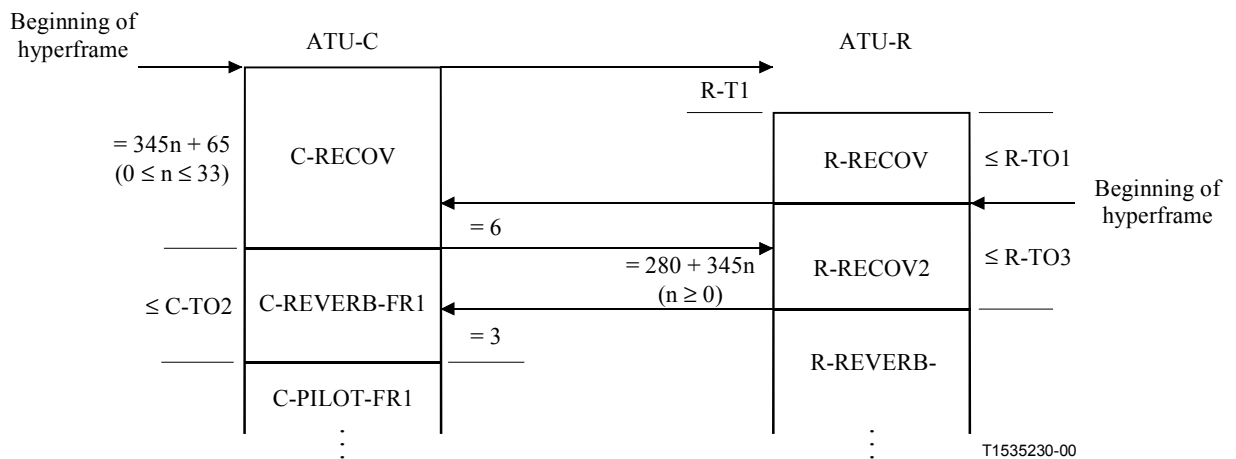 Beginning of
hyperframe
ATU-C
ATU-R
R-T1
= 345n + 65
(0 ≤ n ≤ 33)
C-RECOV
R-RECOV
≤ R-TO1
Beginning of
hyperframe
= 6
= 280 + 345n
(n ≥ 0)
R-RECOV2
≤ R-TO3
≤ C-TO2
C-REVERB-FR1
= 3
R-REVERB-
C-PILOT-FR1
T1535230-00